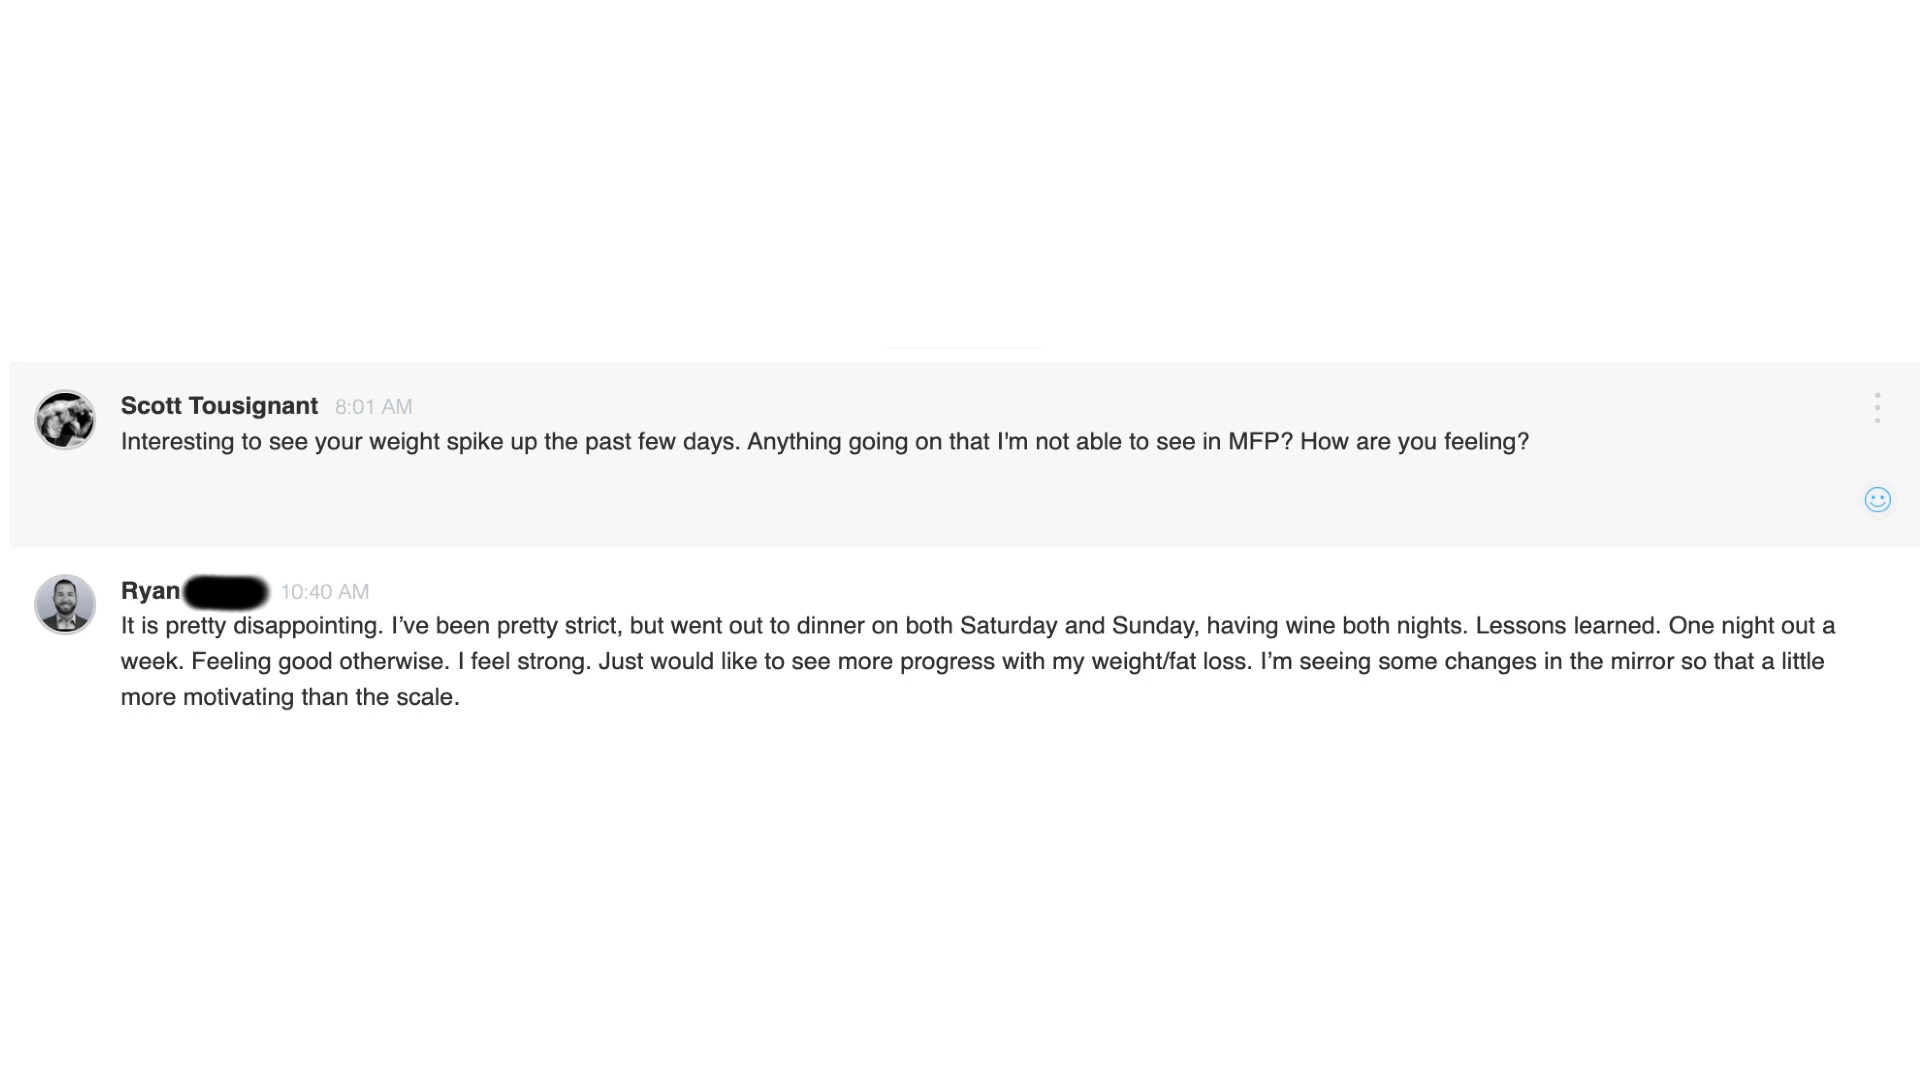 Scott Tousignant 8:01 AM
Interesting to see your weight spike up the past few days. Anything going on that I'm not able to see in MFP? How are you feeling?
Ryan 10:40 AM
It is pretty disappointing. I’ve been pretty strict, but went out to dinner on both Saturday and Sunday, having wine both nights. Lessons learned. One night out a
week. Feeling good otherwise. I feel strong. Just would like to see more progress with my weight/fat loss. I’m seeing some changes in the mirror so that a little
more motivating than the scale.